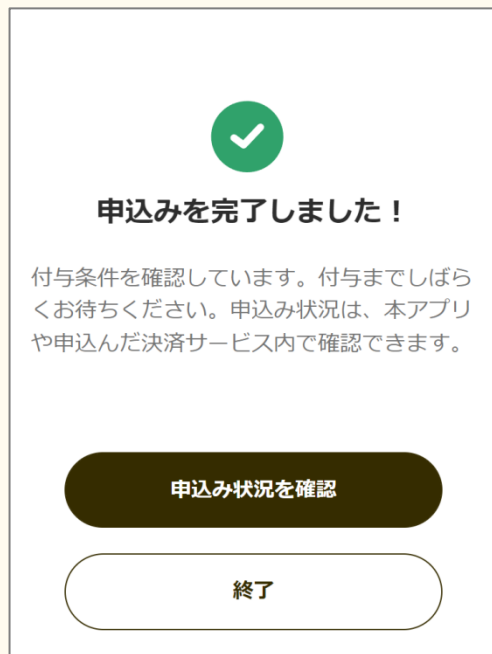 申込みを完了しました！
付与条件を確認しています。付与までしばら
くお待ちください。申込み状況は、本アプリ
や申込んだ決済サービス内で確認できます。
申込み状況を確認
終了